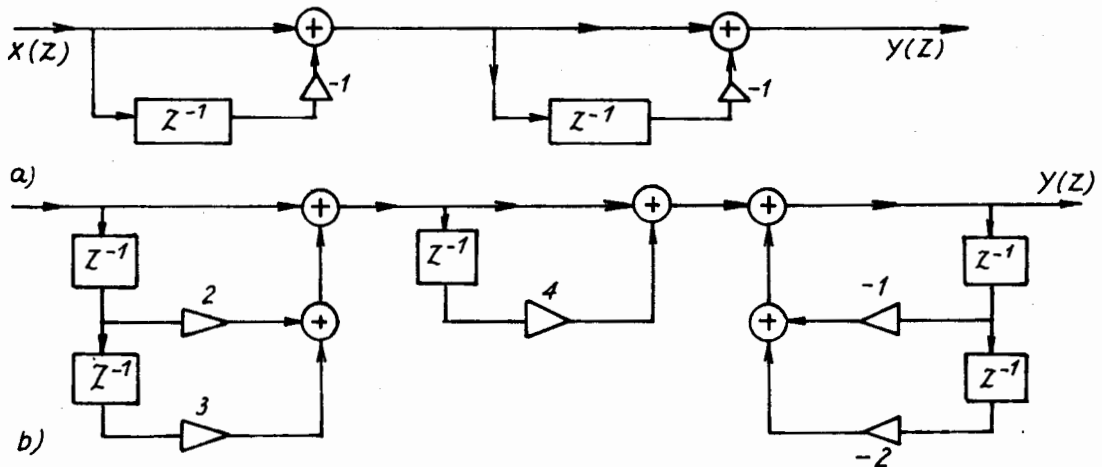 + +
X(Z) Y(Z)
-1 -1
Z⁻¹ Z⁻¹
a) Y(Z)
+ + +
Z⁻¹ Z⁻¹ Z⁻¹
2 4 -1
+ +
Z⁻¹ Z⁻¹
3
b) -2